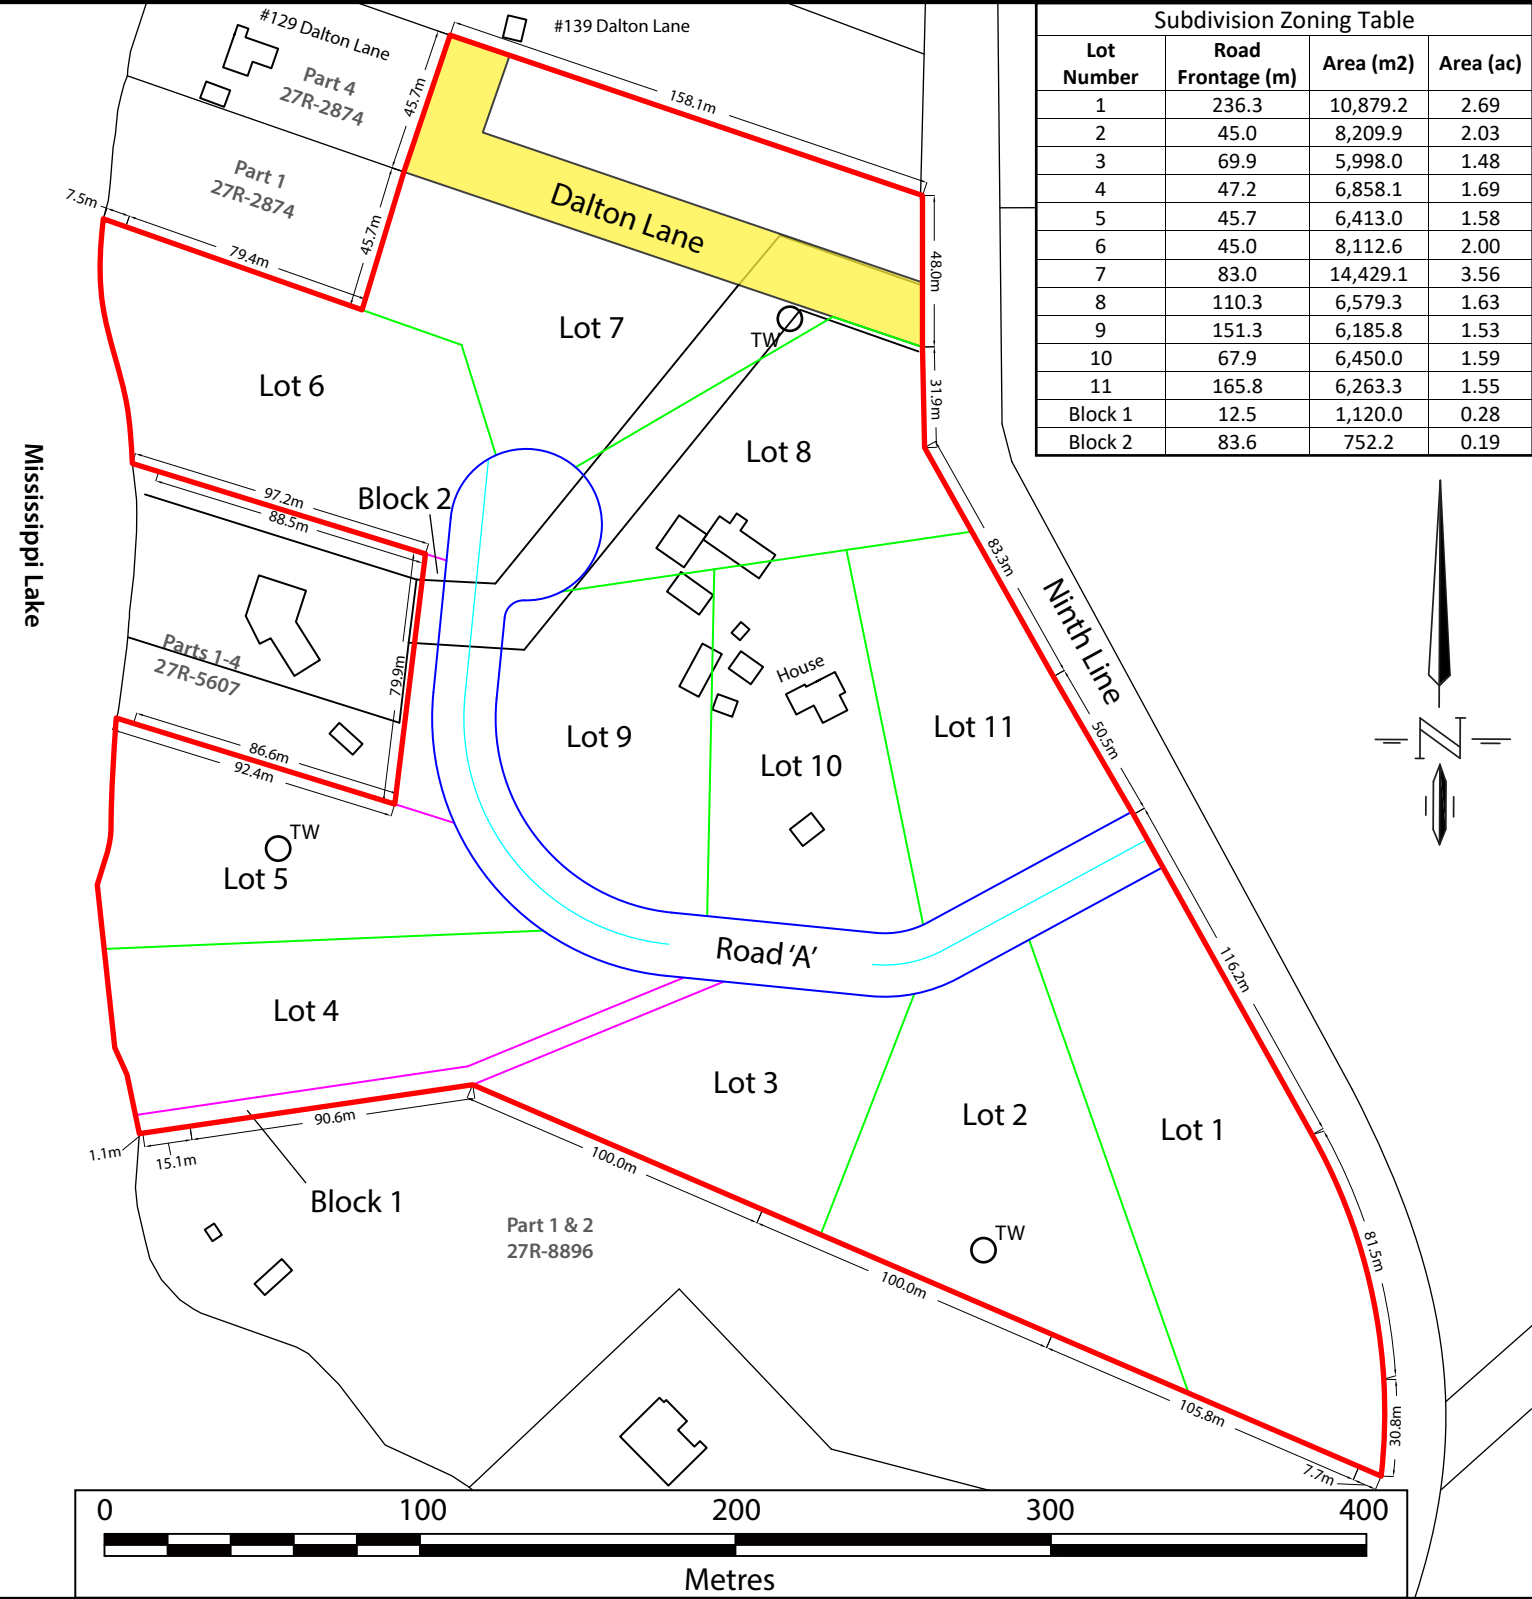 #129 Dalton Lane
#139 Dalton Lane
Part 4
27R-2874
45.7m
158.1m
Part 1
27R-2874
7.5m
79.4m
45.7m
Dalton Lane
48.0m
31.9m
Lot 7
TW
Lot 6
Lot 8
Subdivision Zoning Table
Lot Number Road Frontage (m) Area (m2) Area (ac)
1 236.3 10,879.2 2.69
2 45.0 8,209.9 2.03
3 69.9 5,998.0 1.48
4 47.2 6,858.1 1.69
5 45.7 6,413.0 1.58
6 45.0 8,112.6 2.00
7 83.0 14,429.1 3.56
8 110.3 6,579.3 1.63
9 151.3 6,185.8 1.53
10 67.9 6,450.0 1.59
11 165.8 6,263.3 1.55
Block 1 12.5 1,120.0 0.28
Block 2 83.6 752.2 0.19
Mississippi Lake
97.2m
88.5m
Block 2
83.3m
Ninth Line
Parts 1-4
27R-5607
79.9m
House
50.5m
Lot 9
Lot 10
Lot 11
N
86.6m
92.4m
TW
Lot 5
Road 'A'
116.2m
Lot 4
Lot 3
Lot 2
Lot 1
90.6m
1.1m
15.1m
100.0m
Block 1
Part 1 & 2
27R-8896
TW
81.5m
100.0m
105.8m
30.8m
7.7m
0 100 200 300 400
Metres